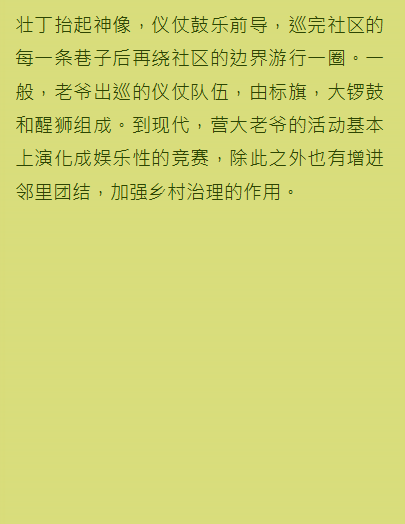 壮丁抬起神像，仪仗鼓乐前导，巡完社区的
每一条巷子后再绕社区的边界游行一圈。一
般，老爷出巡的仪仗队伍，由标旗，大锣鼓
和醒狮组成。到现代，营大老爷的活动基本
上演化成娱乐性的竞赛，除此之外也有增进
邻里团结，加强乡村治理的作用。